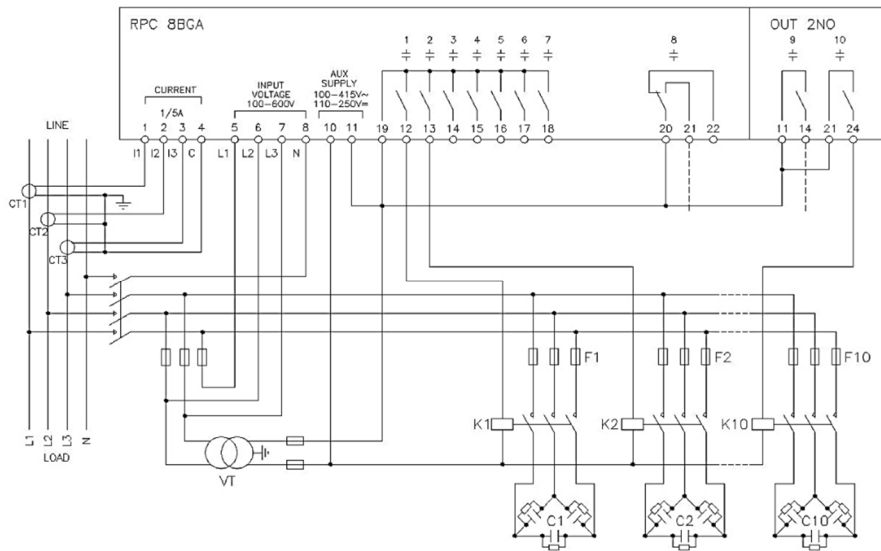 RPC 8BGA
OUT 2NO
1 2 3 4 5 6 7 8 9 10
CURRENT
1/5A
INPUT
VOLTAGE
100-600V
AUX
SUPPLY
100-415V~
110-250V=
1 2 3 4 5 6 7 8 10 11 19 12 13 14 15 16 17 18 20 21 22 11 14 21 24
I1 I2 I3 C L1 L2 L3 N
LINE
CT1
CT2
CT3
F1 F2 F10
K1 K2 K10
L1 L2 L3 N
LOAD
VT
C1 C2 C10